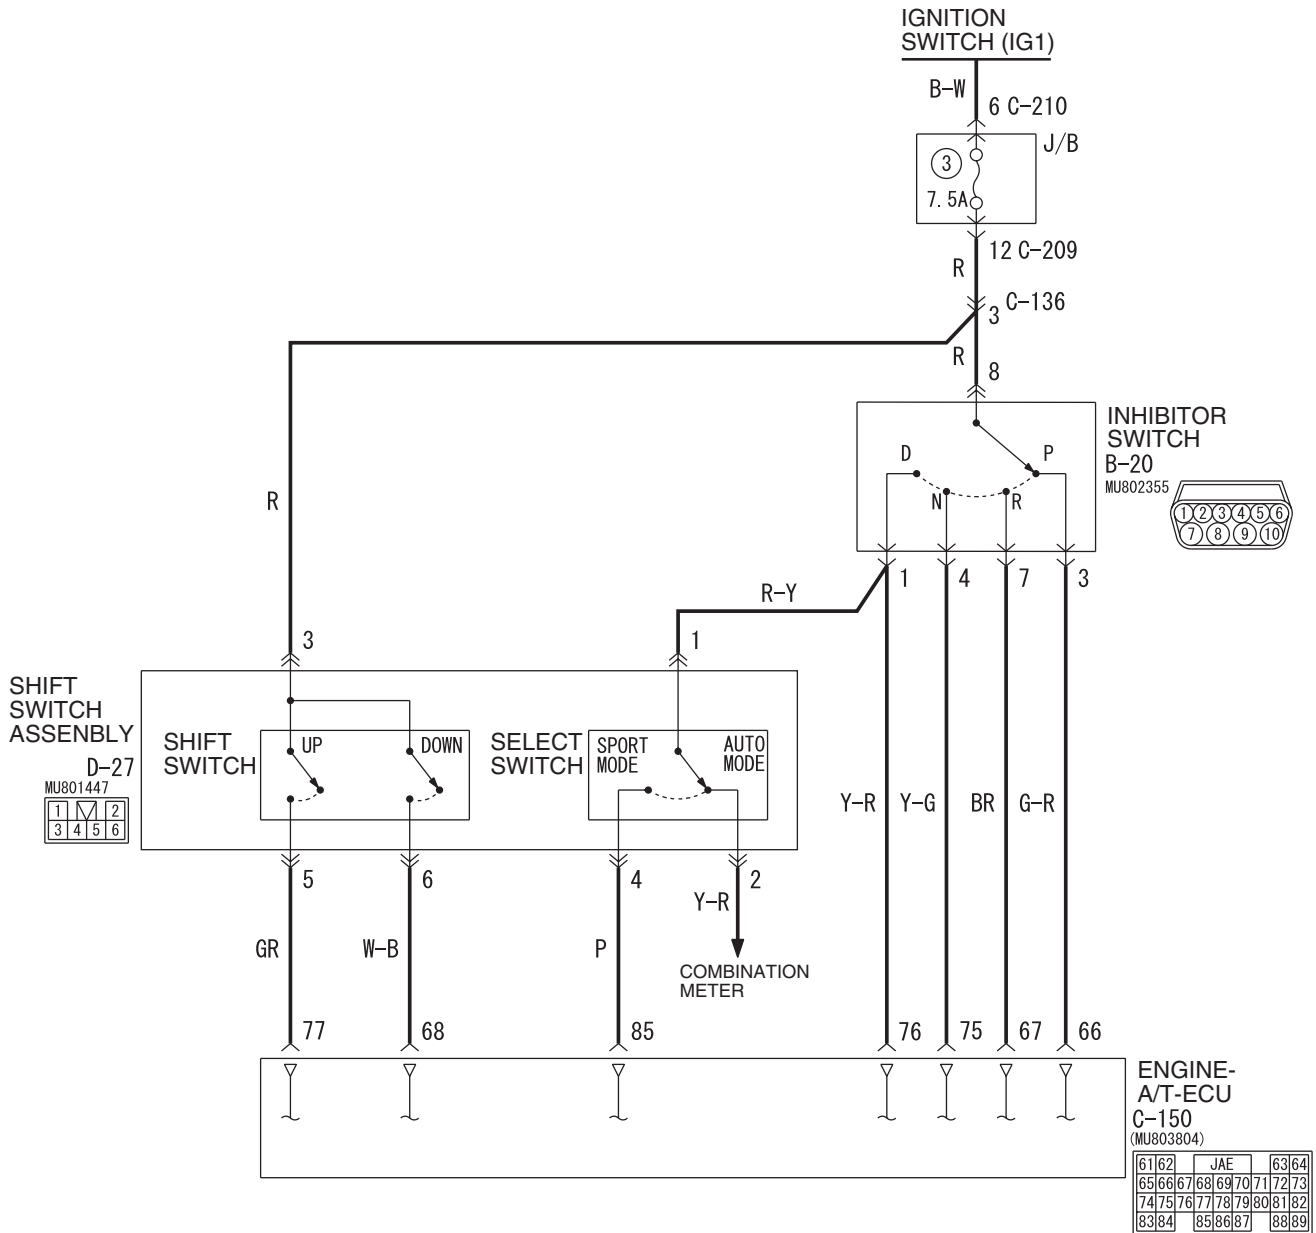 IGNITION
SWITCH (IG1)
B-W
6 C-210
J/B
3
7.5A
12 C-209
R
C-136
3
R
8
INHIBITOR
SWITCH
B-20
MU802355
D
P
N
R
1 2 3 4 5 6
7 8 9 10
R
1
4
7
3
R-Y
3
1
SHIFT
SWITCH
ASSENBLY
D-27
MU801447
1 2
3 4 5 6
SHIFT
SWITCH
UP
DOWN
SELECT
SWITCH
SPORT
MODE
AUTO
MODE
Y-R
Y-G
BR
G-R
5
6
4
2
Y-R
GR
W-B
P
COMBINATION
METER
77
68
85
76
75
67
66
ENGINE-
A/T-ECU
C-150
(MU803804)
61 62 JAE 63 64
65 66 67 68 69 70 71 72 73
74 75 76 77 78 79 80 81 82
83 84 85 86 87 88 89